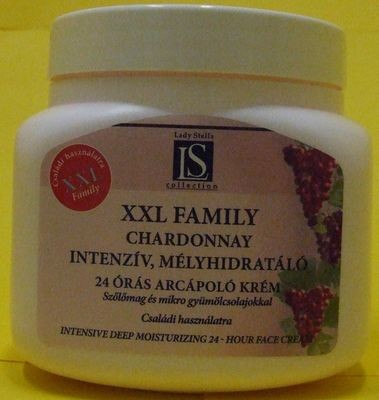 Lady Stella
LS
collection
Családi használatra
XXL
Family
XXL FAMILY
CHARDONNAY
INTENZÍV, MÉLYHIDRATÁLÓ
24 ÓRÁS ARCÁPOLÓ KRÉM
Szőlőmag és mikro gyümölcsolajokkal
Családi használatra
INTENSIVE DEEP MOISTURIZING 24 - HOUR FACE CREAM